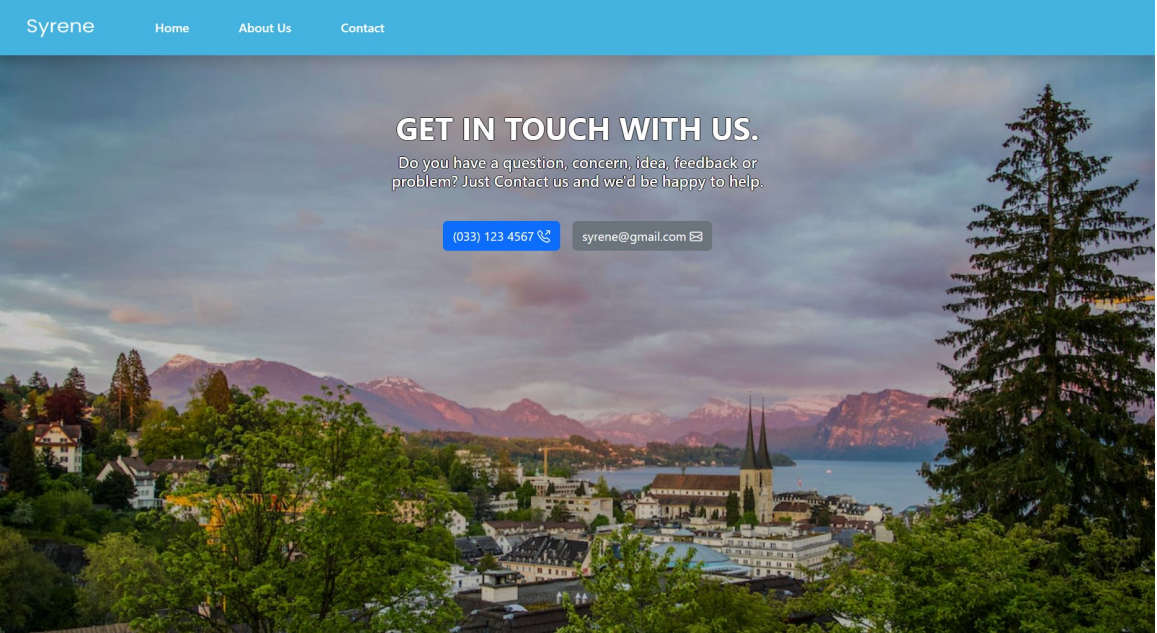 Syrene
Home
About Us
Contact
GET IN TOUCH WITH US.
Do you have a question, concern, idea, feedback or
problem? Just Contact us and we'd be happy to help.
(033) 123 4567
syrene@gmail.com